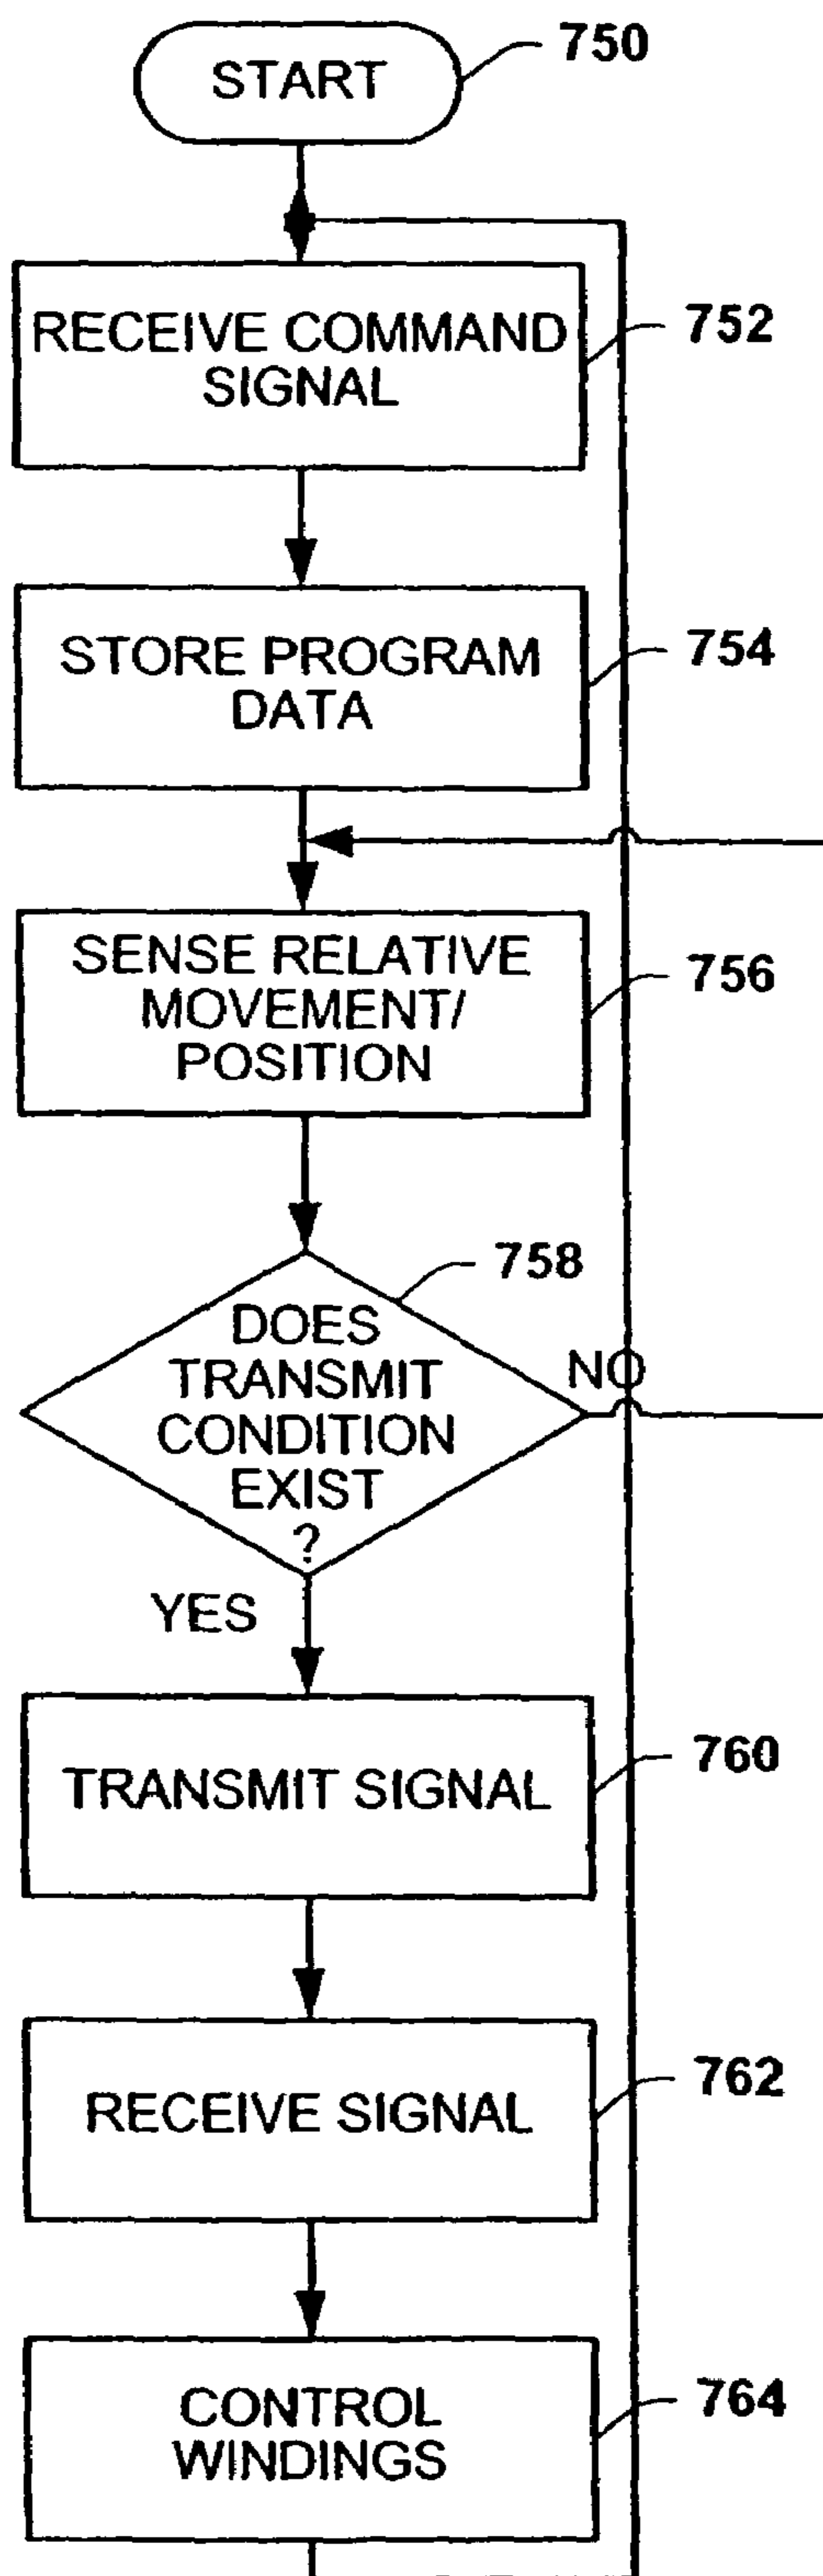 START
750
RECEIVE COMMAND
SIGNAL
752
STORE PROGRAM
DATA
754
SENSE RELATIVE
MOVEMENT/
POSITION
756
758
DOES
TRANSMIT
CONDITION
EXIST
?
NO
YES
TRANSMIT SIGNAL
760
RECEIVE SIGNAL
762
CONTROL
WINDINGS
764